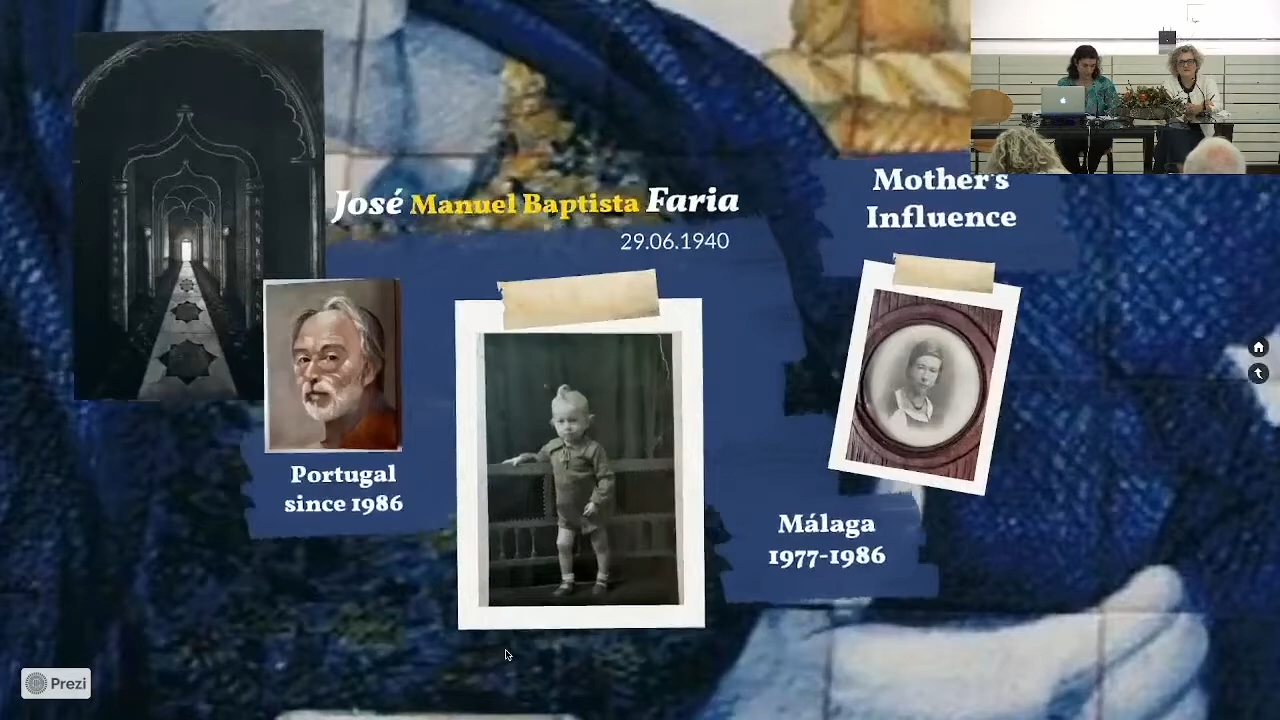 José Manuel Baptista Faria
29.06.1940
Mother's
Influence
Portugal
since 1986
Málaga
1977-1986
Prezi